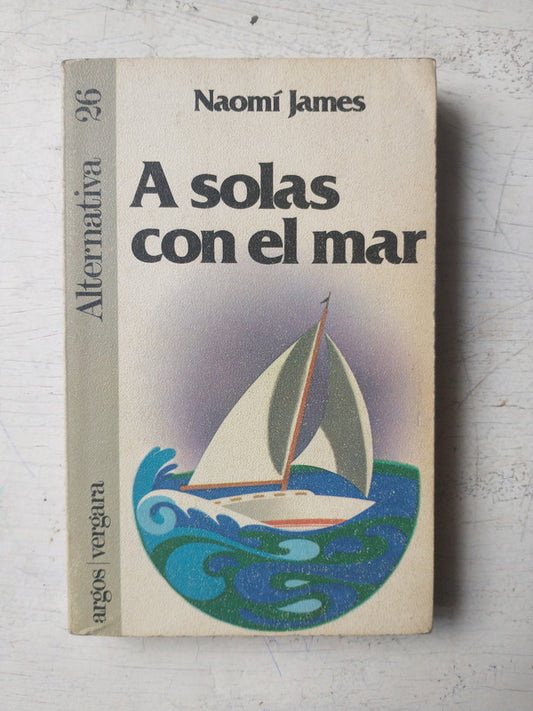 Naomí James
A solas
con el mar
Alternativa 26
argos|vergara